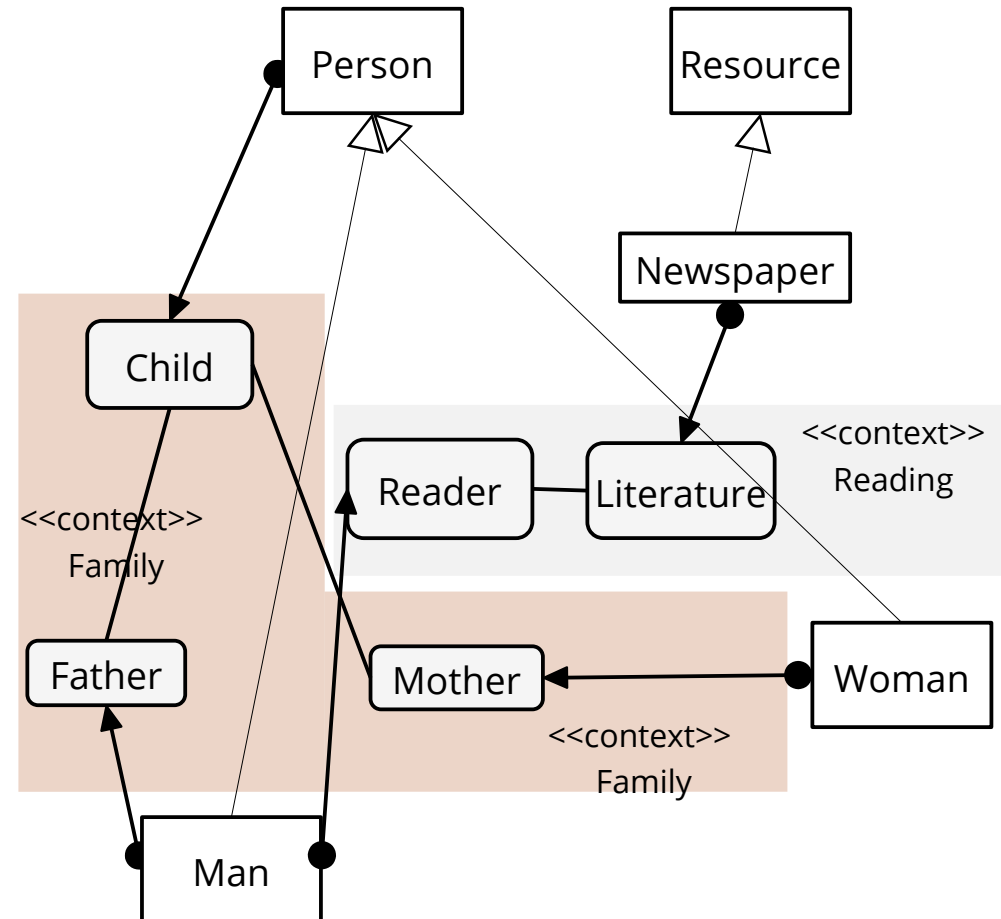 Person
Resource
Newspaper
Child
<<context>>
Reading
Reader
Literature
<<context>>
Family
Father
Mother
Woman
<<context>>
Family
Man